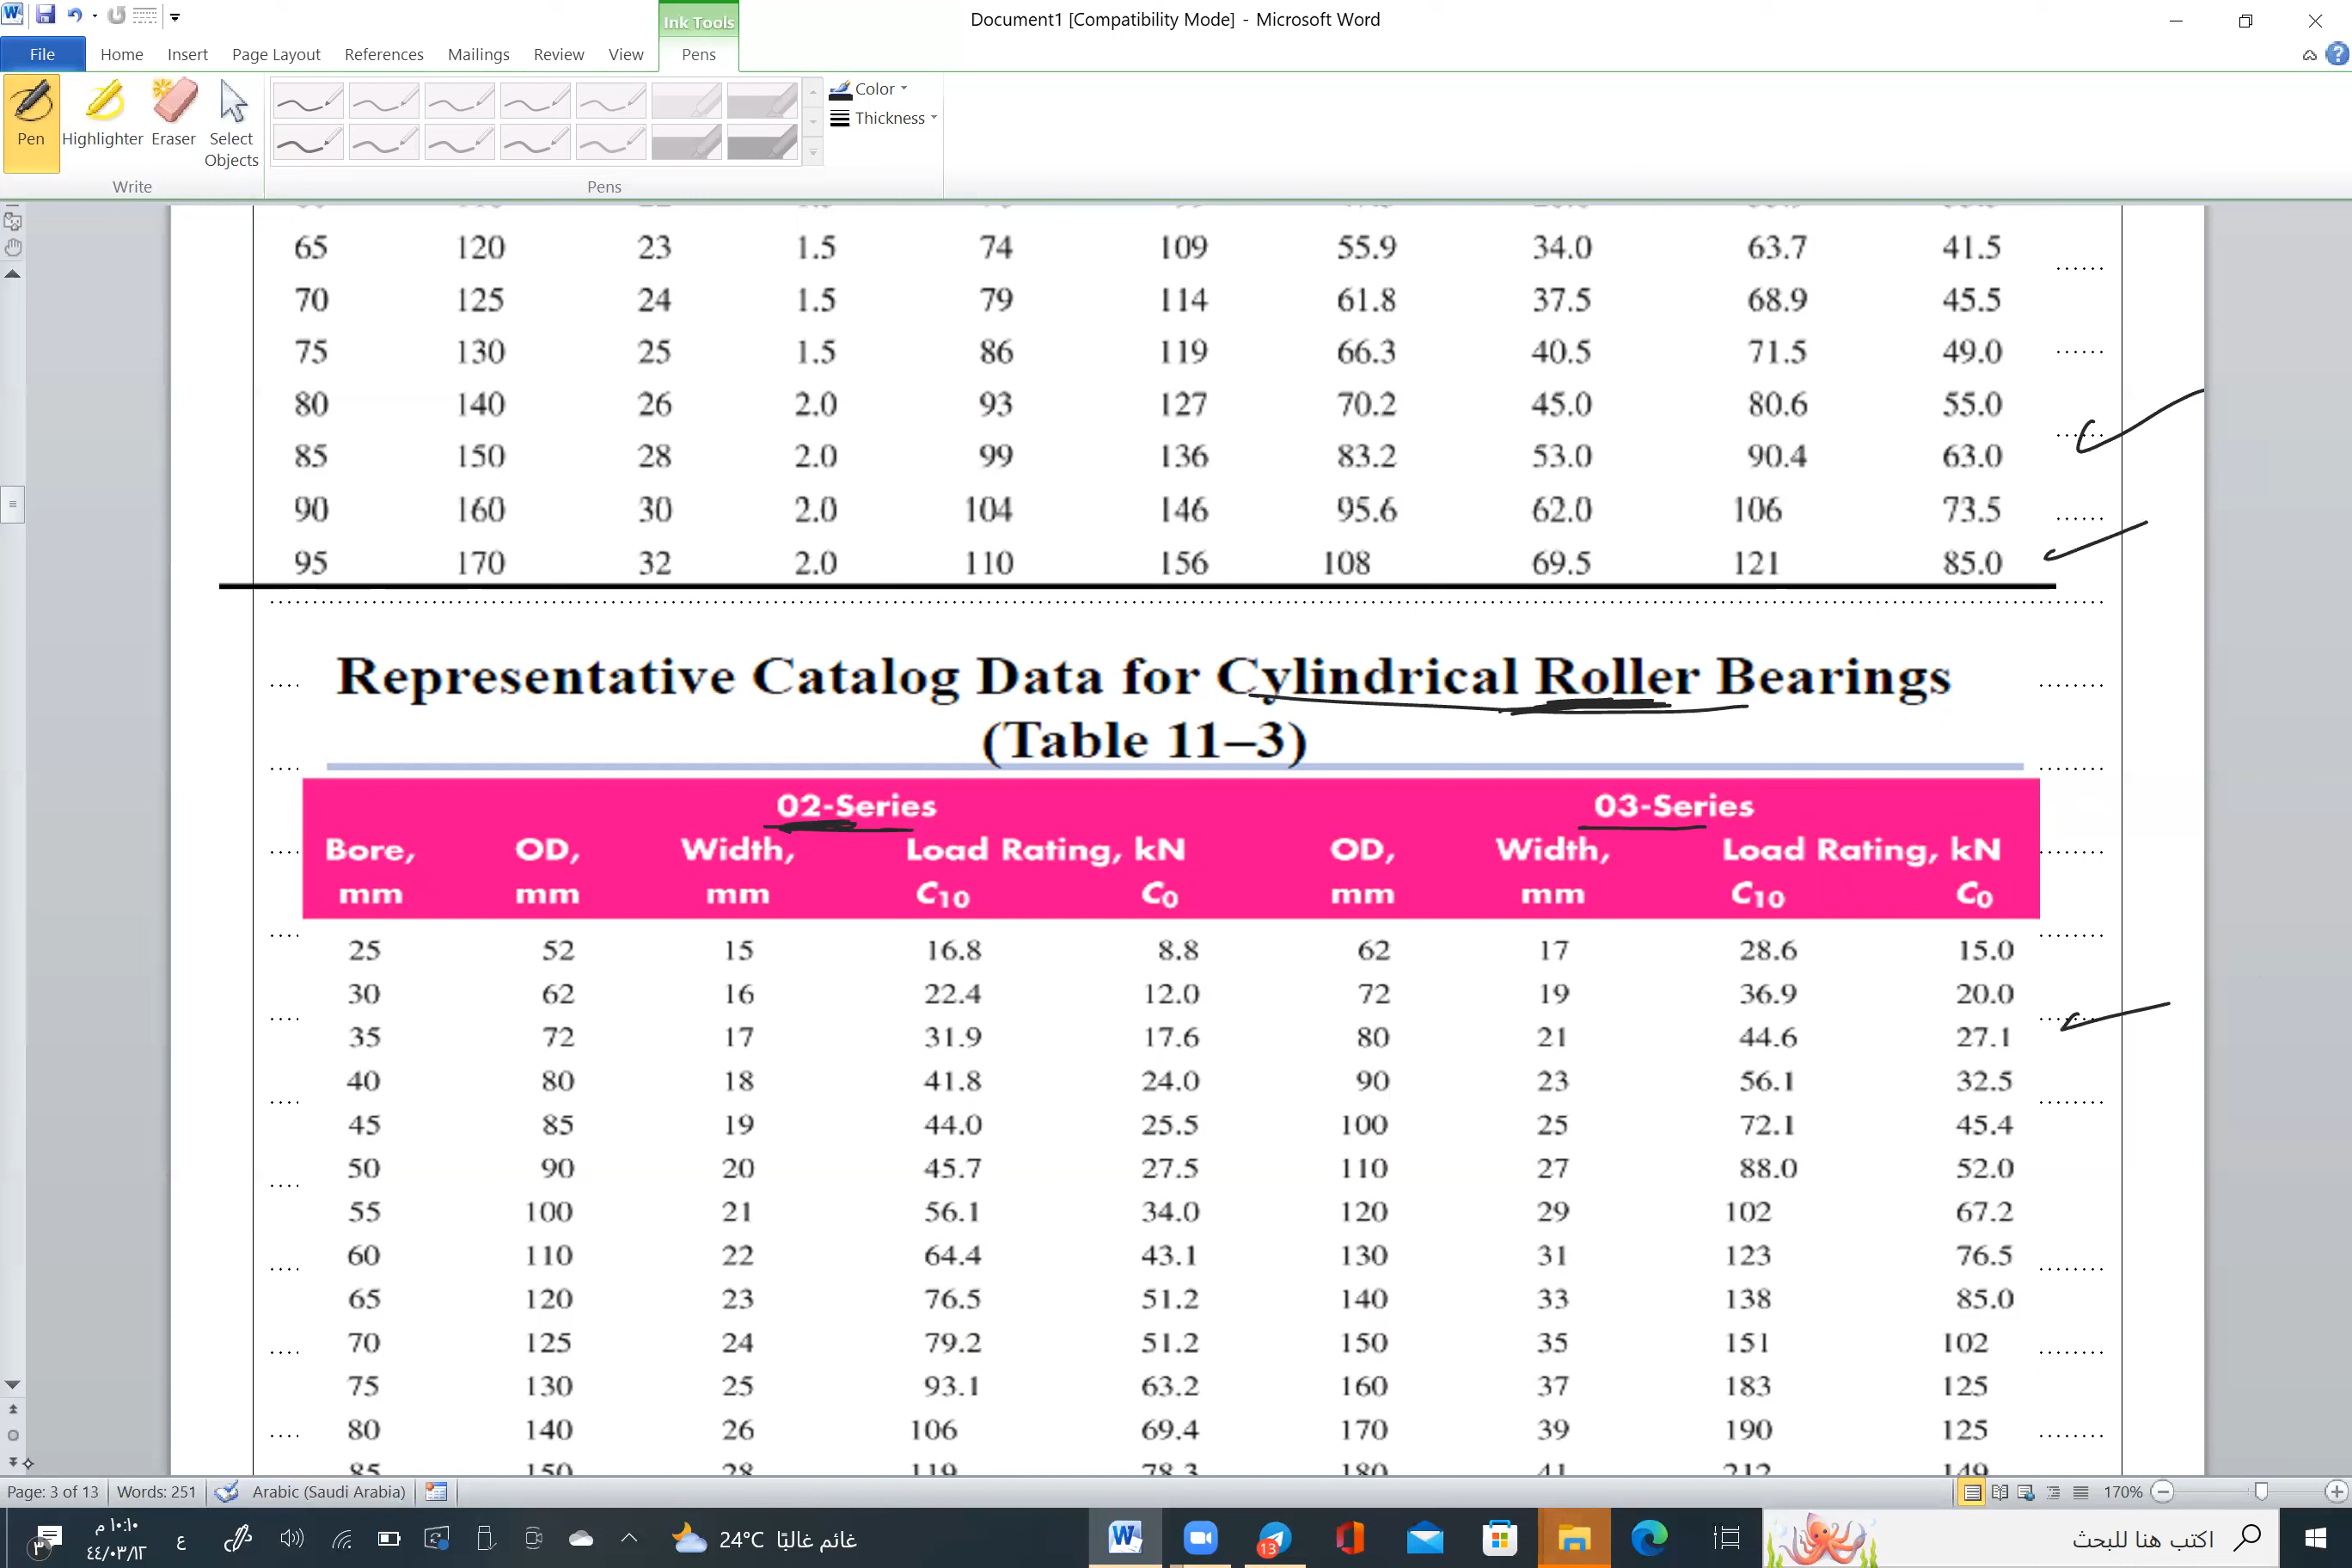 Document1 [Compatibility Mode] - Microsoft Word
Ink Tools
File Home Insert Page Layout References Mailings Review View Pens
Pen Highlighter Eraser Select Objects
Color
Thickness
Write Pens
65 120 23 1.5 74 109 55.9 34.0 63.7 41.5
70 125 24 1.5 79 114 61.8 37.5 68.9 45.5
75 130 25 1.5 86 119 66.3 40.5 71.5 49.0
80 140 26 2.0 93 127 70.2 45.0 80.6 55.0
85 150 28 2.0 99 136 83.2 53.0 90.4 63.0
90 160 30 2.0 104 146 95.6 62.0 106 73.5
95 170 32 2.0 110 156 108 69.5 121 85.0
Representative Catalog Data for Cylindrical Roller Bearings
(Table 11–3)
02-Series 03-Series
Bore, OD, Width, Load Rating, kN OD, Width, Load Rating, kN
mm mm mm C10 C0 mm mm C10 C0
25 52 15 16.8 8.8 62 17 28.6 15.0
30 62 16 22.4 12.0 72 19 36.9 20.0
35 72 17 31.9 17.6 80 21 44.6 27.1
40 80 18 41.8 24.0 90 23 56.1 32.5
45 85 19 44.0 25.5 100 25 72.1 45.4
50 90 20 45.7 27.5 110 27 88.0 52.0
55 100 21 56.1 34.0 120 29 102 67.2
60 110 22 64.4 43.1 130 31 123 76.5
65 120 23 76.5 51.2 140 33 138 85.0
70 125 24 79.2 51.2 150 35 151 102
75 130 25 93.1 63.2 160 37 183 125
80 140 26 106 69.4 170 39 190 125
85 150 28 119 78.3 180 41 212 149
Page: 3 of 13 Words: 251 Arabic (Saudi Arabia) 170%
١٠:١٠ م
٤٤/٠٣/١٢
٣
ع
24°C غائم غالبًا
13
اكتب هنا للبحث